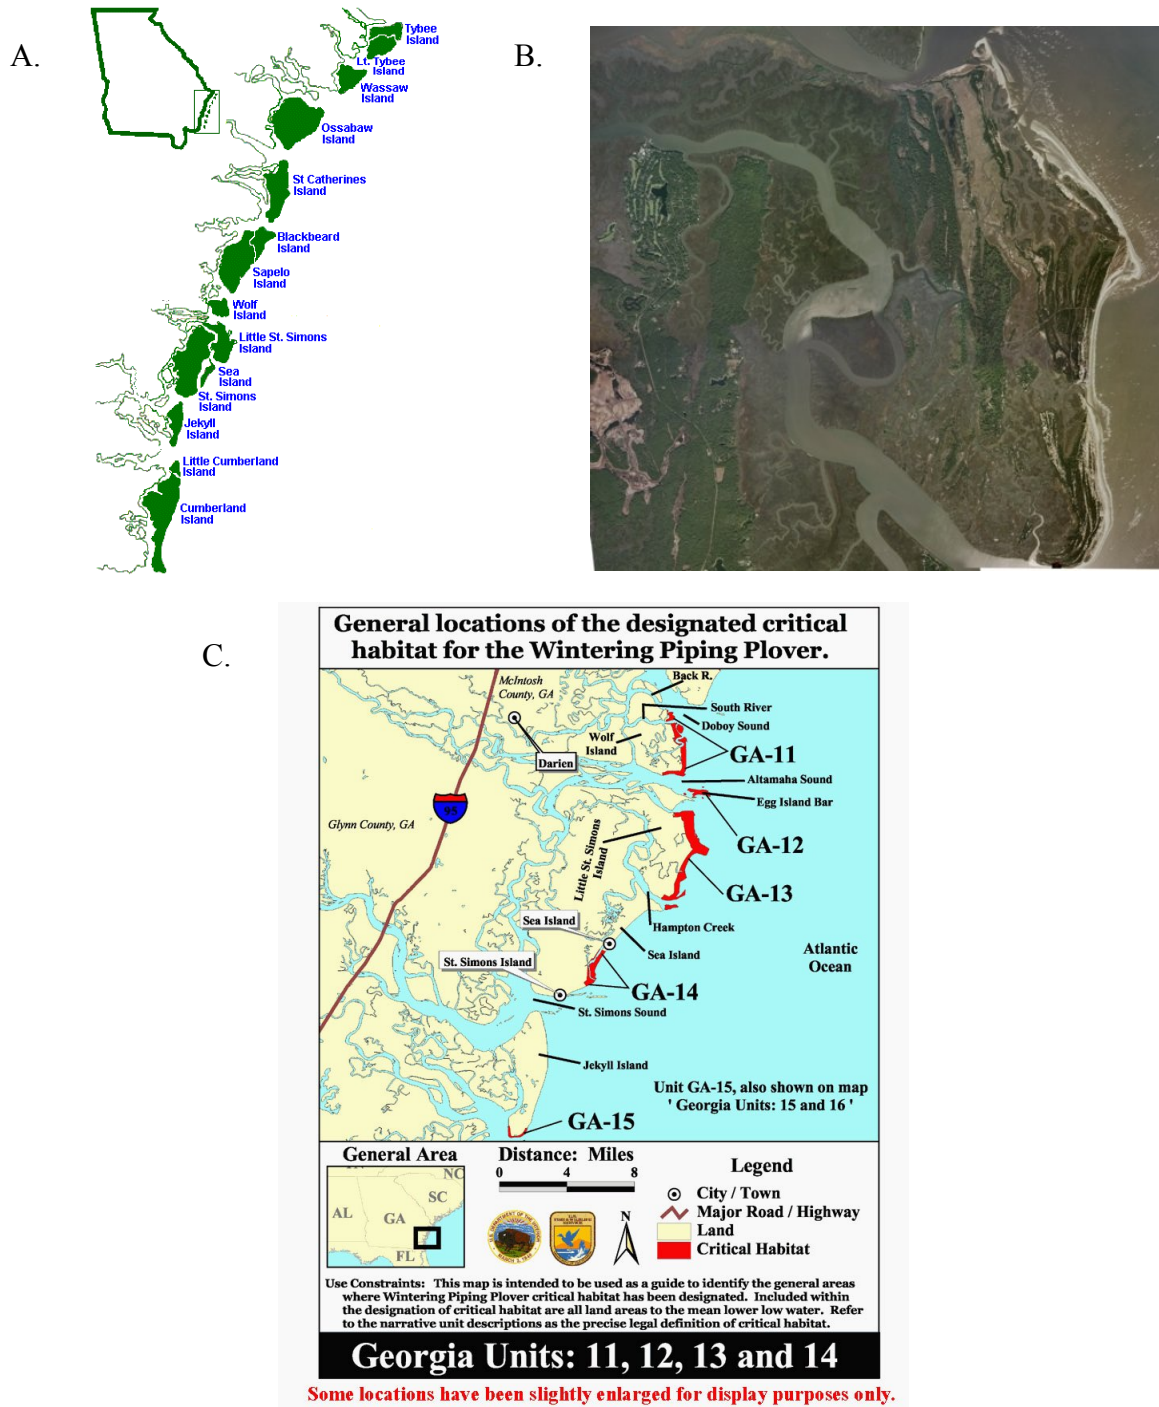 A.
Tybee
Island
Lt. Tybee
Island
Wassaw
Island
Ossabaw
Island
St Catherines
Island
Blackbeard
Island
Sapelo
Island
Wolf
Island
Little St. Simons
Island
Sea
Island
St. Simons
Island
Jekyll
Island
Little Cumberland
Island
Cumberland
Island
B.
C.
General locations of the designated critical
habitat for the Wintering Piping Plover.
McIntosh
County, GA
Back R.
South River
Doboy Sound
Wolf
Island
GA-11
Darien
Altamaha Sound
Egg Island Bar
95
Glynn County, GA
GA-12
Little St. Simons
Island
GA-13
Sea Island
Hampton Creek
Sea Island
Atlantic
Ocean
St. Simons Island
GA-14
St. Simons Sound
Jekyll Island
Unit GA-15, also shown on map
' Georgia Units: 15 and 16 '
GA-15
General Area
NC
SC
AL
GA
FL
Distance: Miles
0 4 8
N
Legend
City / Town
Major Road / Highway
Land
Critical Habitat
Use Constraints: This map is intended to be used as a guide to identify the general areas
where Wintering Piping Plover critical habitat has been designated. Included within
the designation of critical habitat are all land areas to the mean lower low water. Refer
to the narrative unit descriptions as the precise legal definition of critical habitat.
Georgia Units: 11, 12, 13 and 14
Some locations have been slightly enlarged for display purposes only.